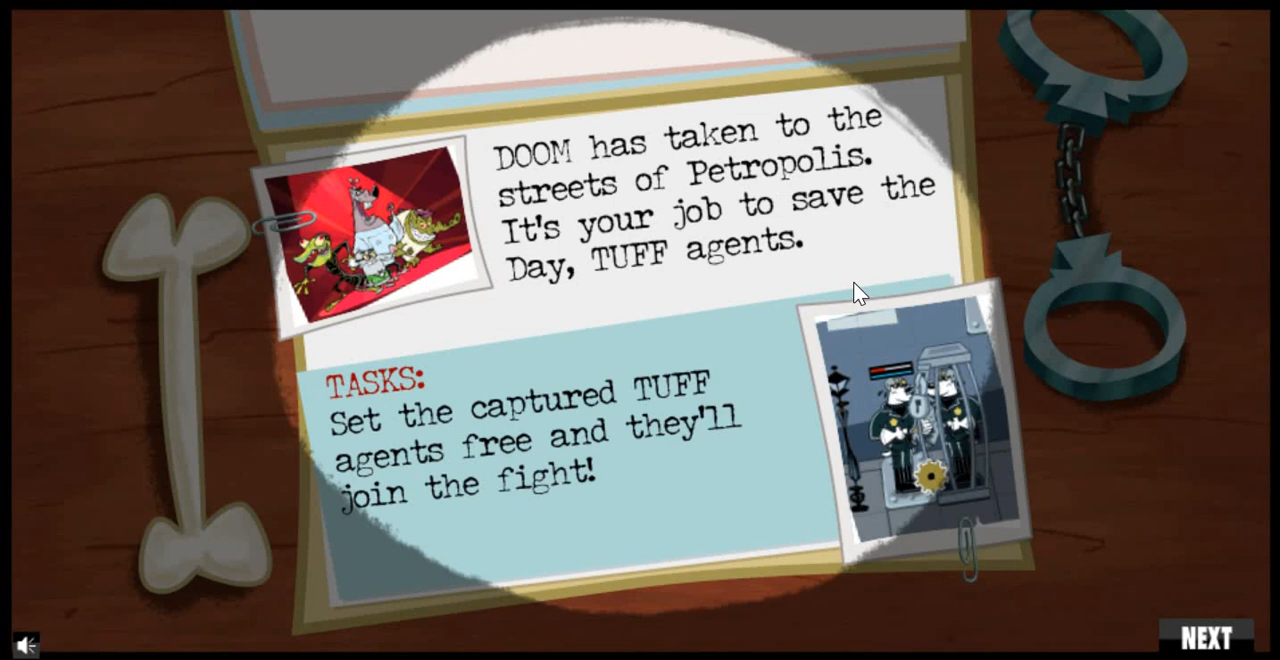 DOOM has taken to the
streets of Petropolis.
It's your job to save the
Day, TUFF agents.
TASKS:
Set the captured TUFF
agents free and they'll
join the fight!
NEXT